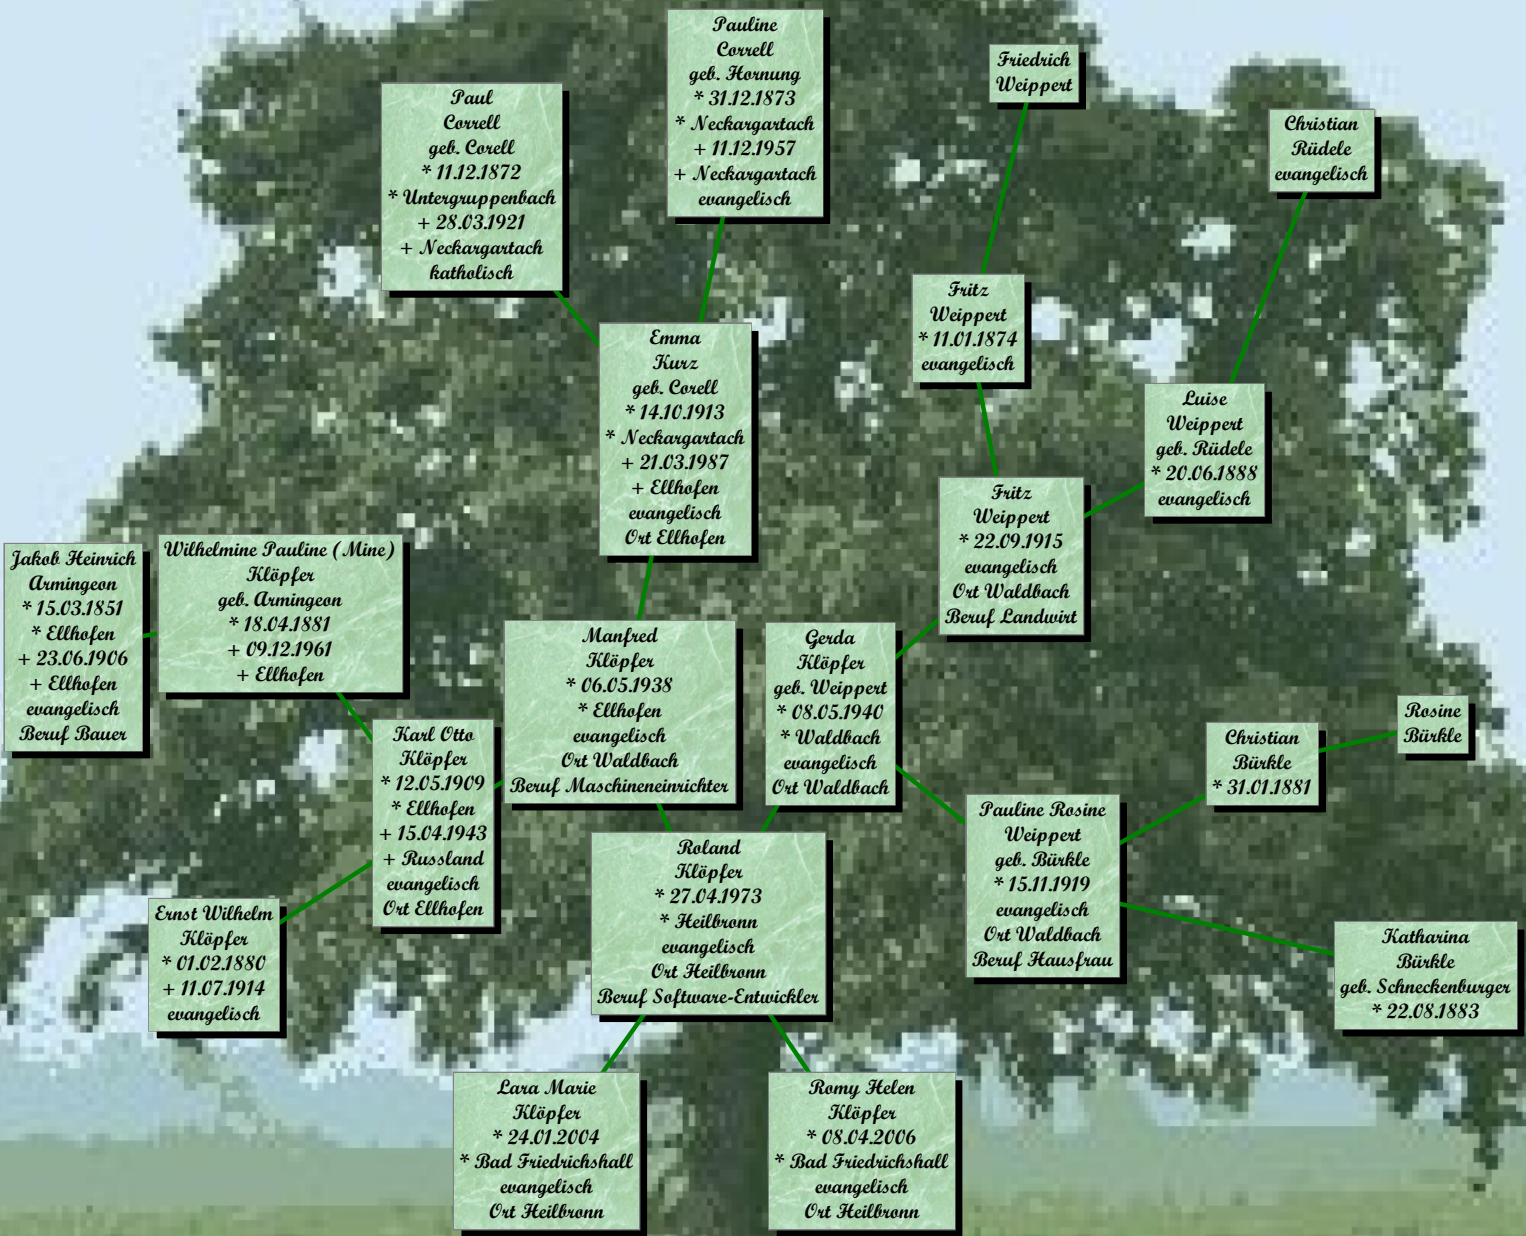 Pauline
Correll
geb. Hornung
* 31.12.1873
* Neckargartach
+ 11.12.1957
+ Neckargartach
evangelisch
Friedrich
Weippert
Paul
Correll
geb. Corell
* 11.12.1872
* Untergruppenbach
+ 28.03.1921
+ Neckargartach
katholisch
Christian
Rüdele
evangelisch
Fritz
Weippert
* 11.01.1874
evangelisch
Emma
Kurz
geb. Corell
* 14.10.1913
* Neckargartach
+ 21.03.1987
+ Ellhofen
evangelisch
Ort Ellhofen
Luise
Weippert
geb. Rüdele
* 20.06.1888
evangelisch
Fritz
Weippert
* 22.09.1915
evangelisch
Ort Waldbach
Beruf Landwirt
Jakob Heinrich
Armingeon
* 15.03.1851
* Ellhofen
+ 23.06.1906
+ Ellhofen
evangelisch
Beruf Bauer
Wilhelmine Pauline (Mine)
Klöpfer
geb. Armingeon
* 18.04.1881
+ 09.12.1961
+ Ellhofen
Manfred
Klöpfer
* 06.05.1938
* Ellhofen
evangelisch
Ort Waldbach
Beruf Maschineneinrichter
Gerda
Klöpfer
geb. Weippert
* 08.05.1940
* Waldbach
evangelisch
Ort Waldbach
Rosine
Bürkle
Karl Otto
Klöpfer
* 12.05.1909
* Ellhofen
+ 15.04.1943
+ Russland
evangelisch
Ort Ellhofen
Christian
Bürkle
* 31.01.1881
Pauline Rosine
Weippert
geb. Bürkle
* 15.11.1919
evangelisch
Ort Waldbach
Beruf Hausfrau
Roland
Klöpfer
* 27.04.1973
* Heilbronn
evangelisch
Ort Heilbronn
Beruf Software-Entwickler
Ernst Wilhelm
Klöpfer
* 01.02.1880
+ 11.07.1914
evangelisch
Katharina
Bürkle
geb. Schneckenburger
* 22.08.1883
Lara Marie
Klöpfer
* 24.01.2004
* Bad Friedrichshall
evangelisch
Ort Heilbronn
Romy Helen
Klöpfer
* 08.04.2006
* Bad Friedrichshall
evangelisch
Ort Heilbronn